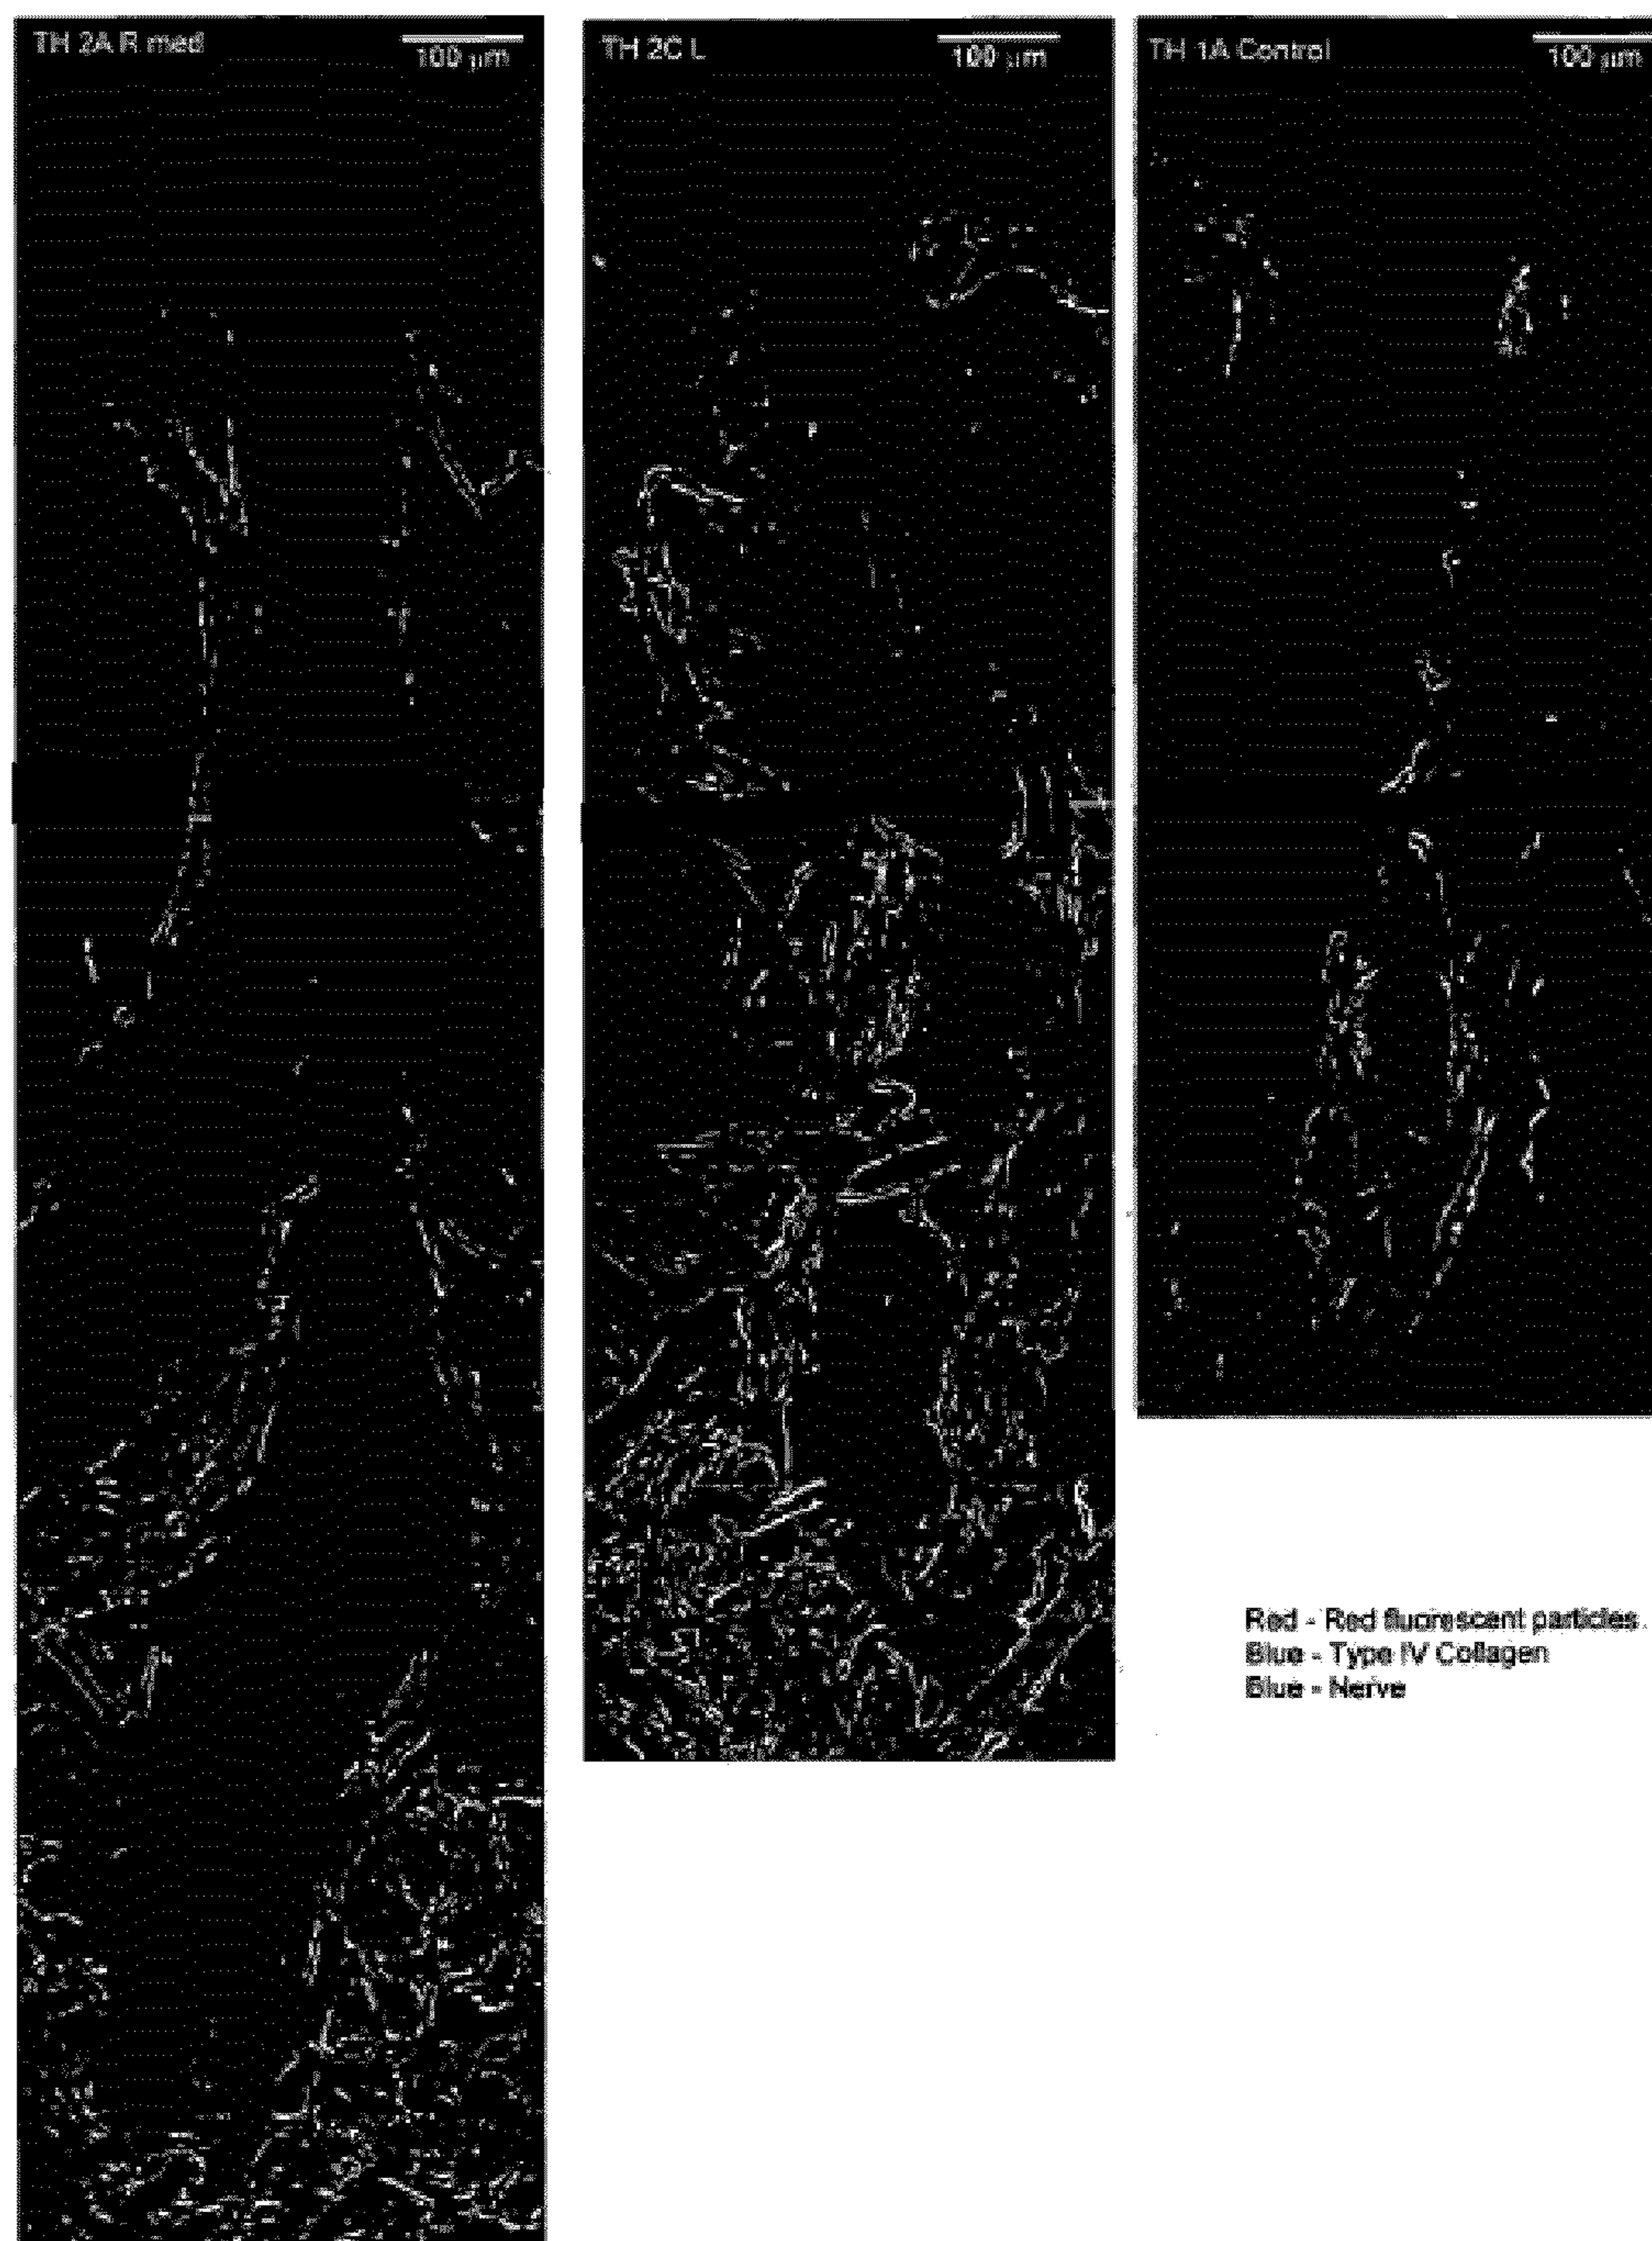 TH 2A R med
100 µm
TH 2C L
100 µm
TH 1A Control
100 µm
Red - Red fluorescent particles
Blue - Type IV Collagen
Blue - Nerve